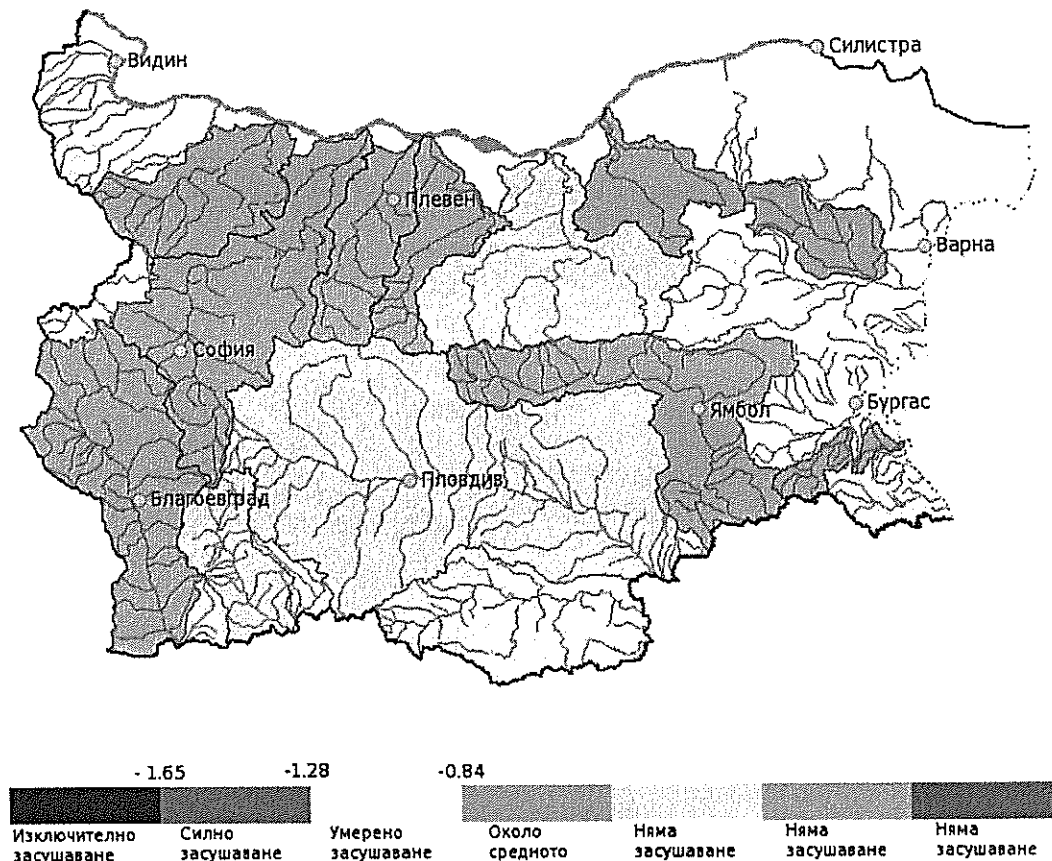 Видин
Силистра
Плевен
Варна
София
Ямбол
Бургас
Пловдив
Благоевград
- 1.65 -1.28 -0.84
Изключително засушаване
Силно засушаване
Умерено засушаване
Около средното
Няма засушаване
Няма засушаване
Няма засушаване